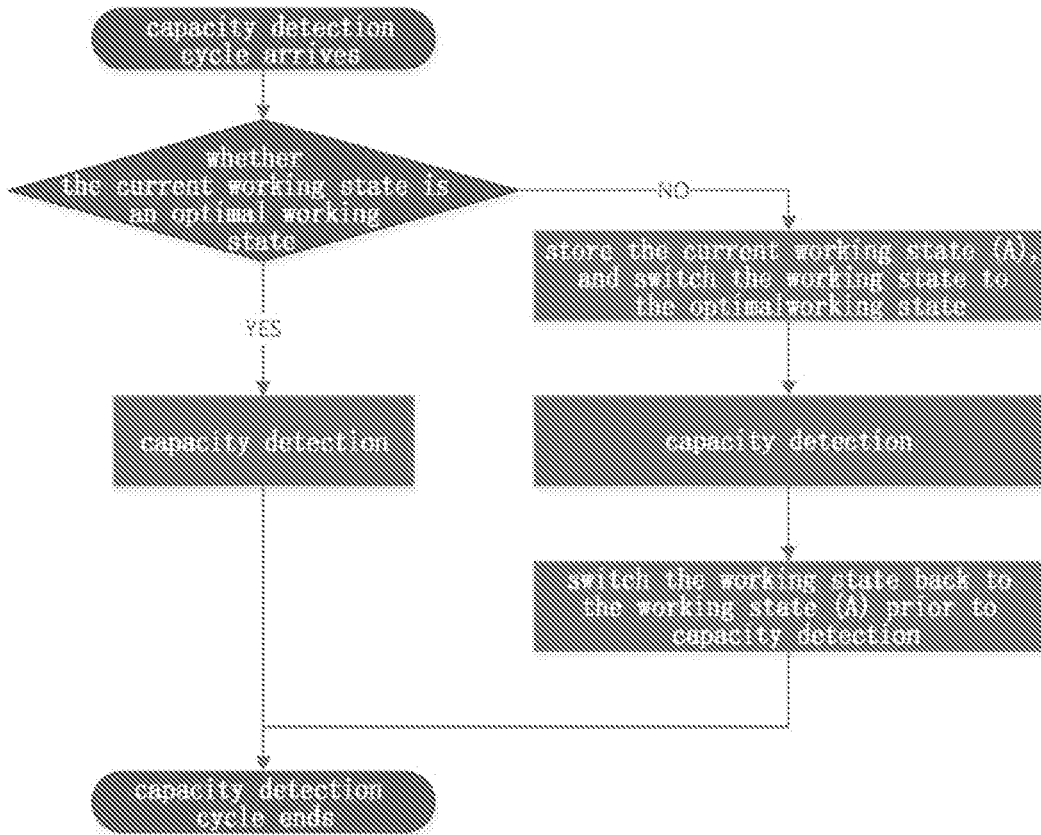 capacity detection
cycle arrives
whether
the current working state is
an optimal working
state
NO
store the current working state (A),
and switch the working state to
the optimalworking state
YES
capacity detection
capacity detection
switch the working state back to
the working state (A) prior to
capacity detection
capacity detection
cycle ends